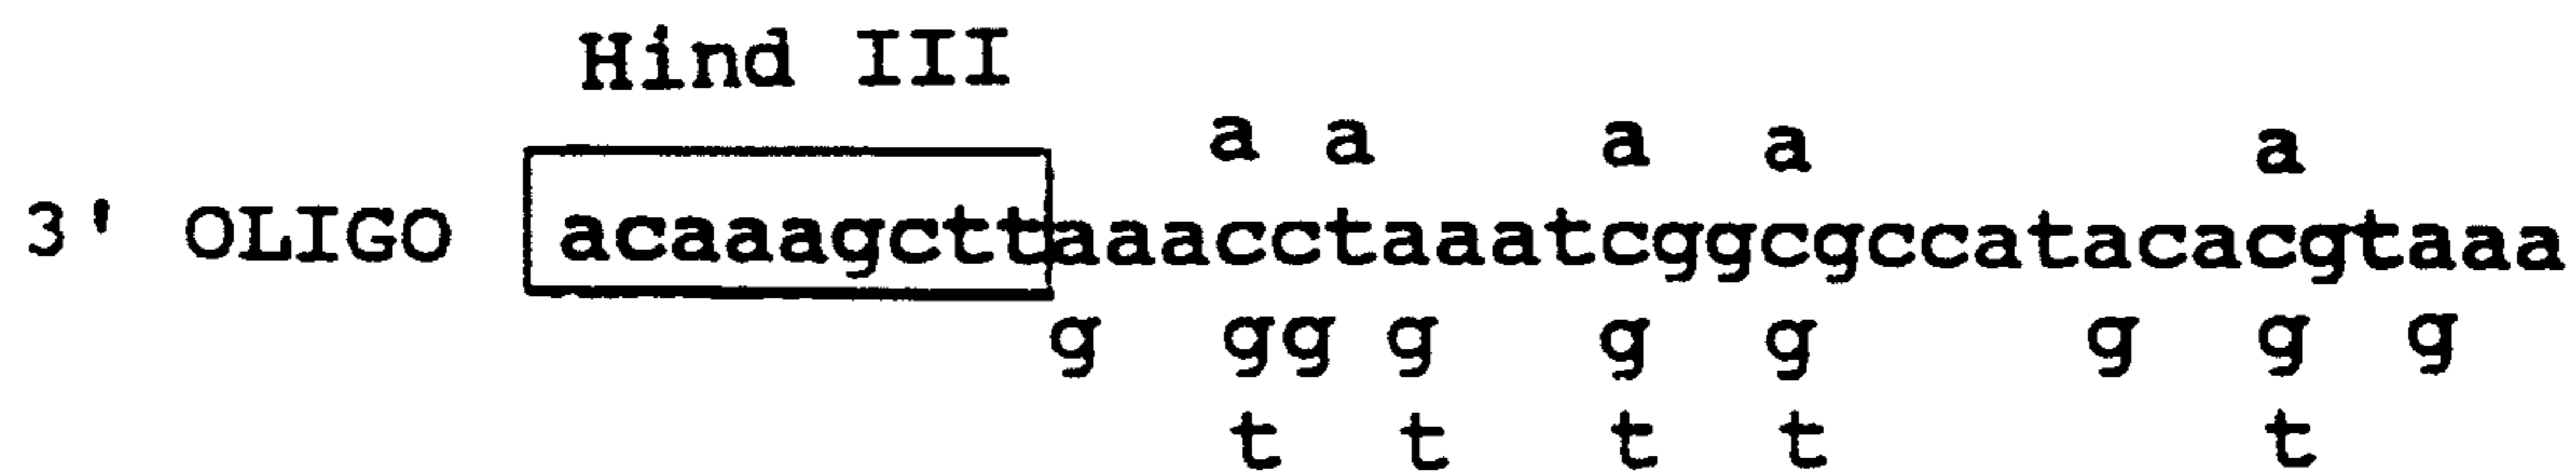 Hind III
a a a a a
3' OLIGO acaaagcttaaacctaaatcggcgccatacacgtaaa
g gg g g g g g g
t t t t t